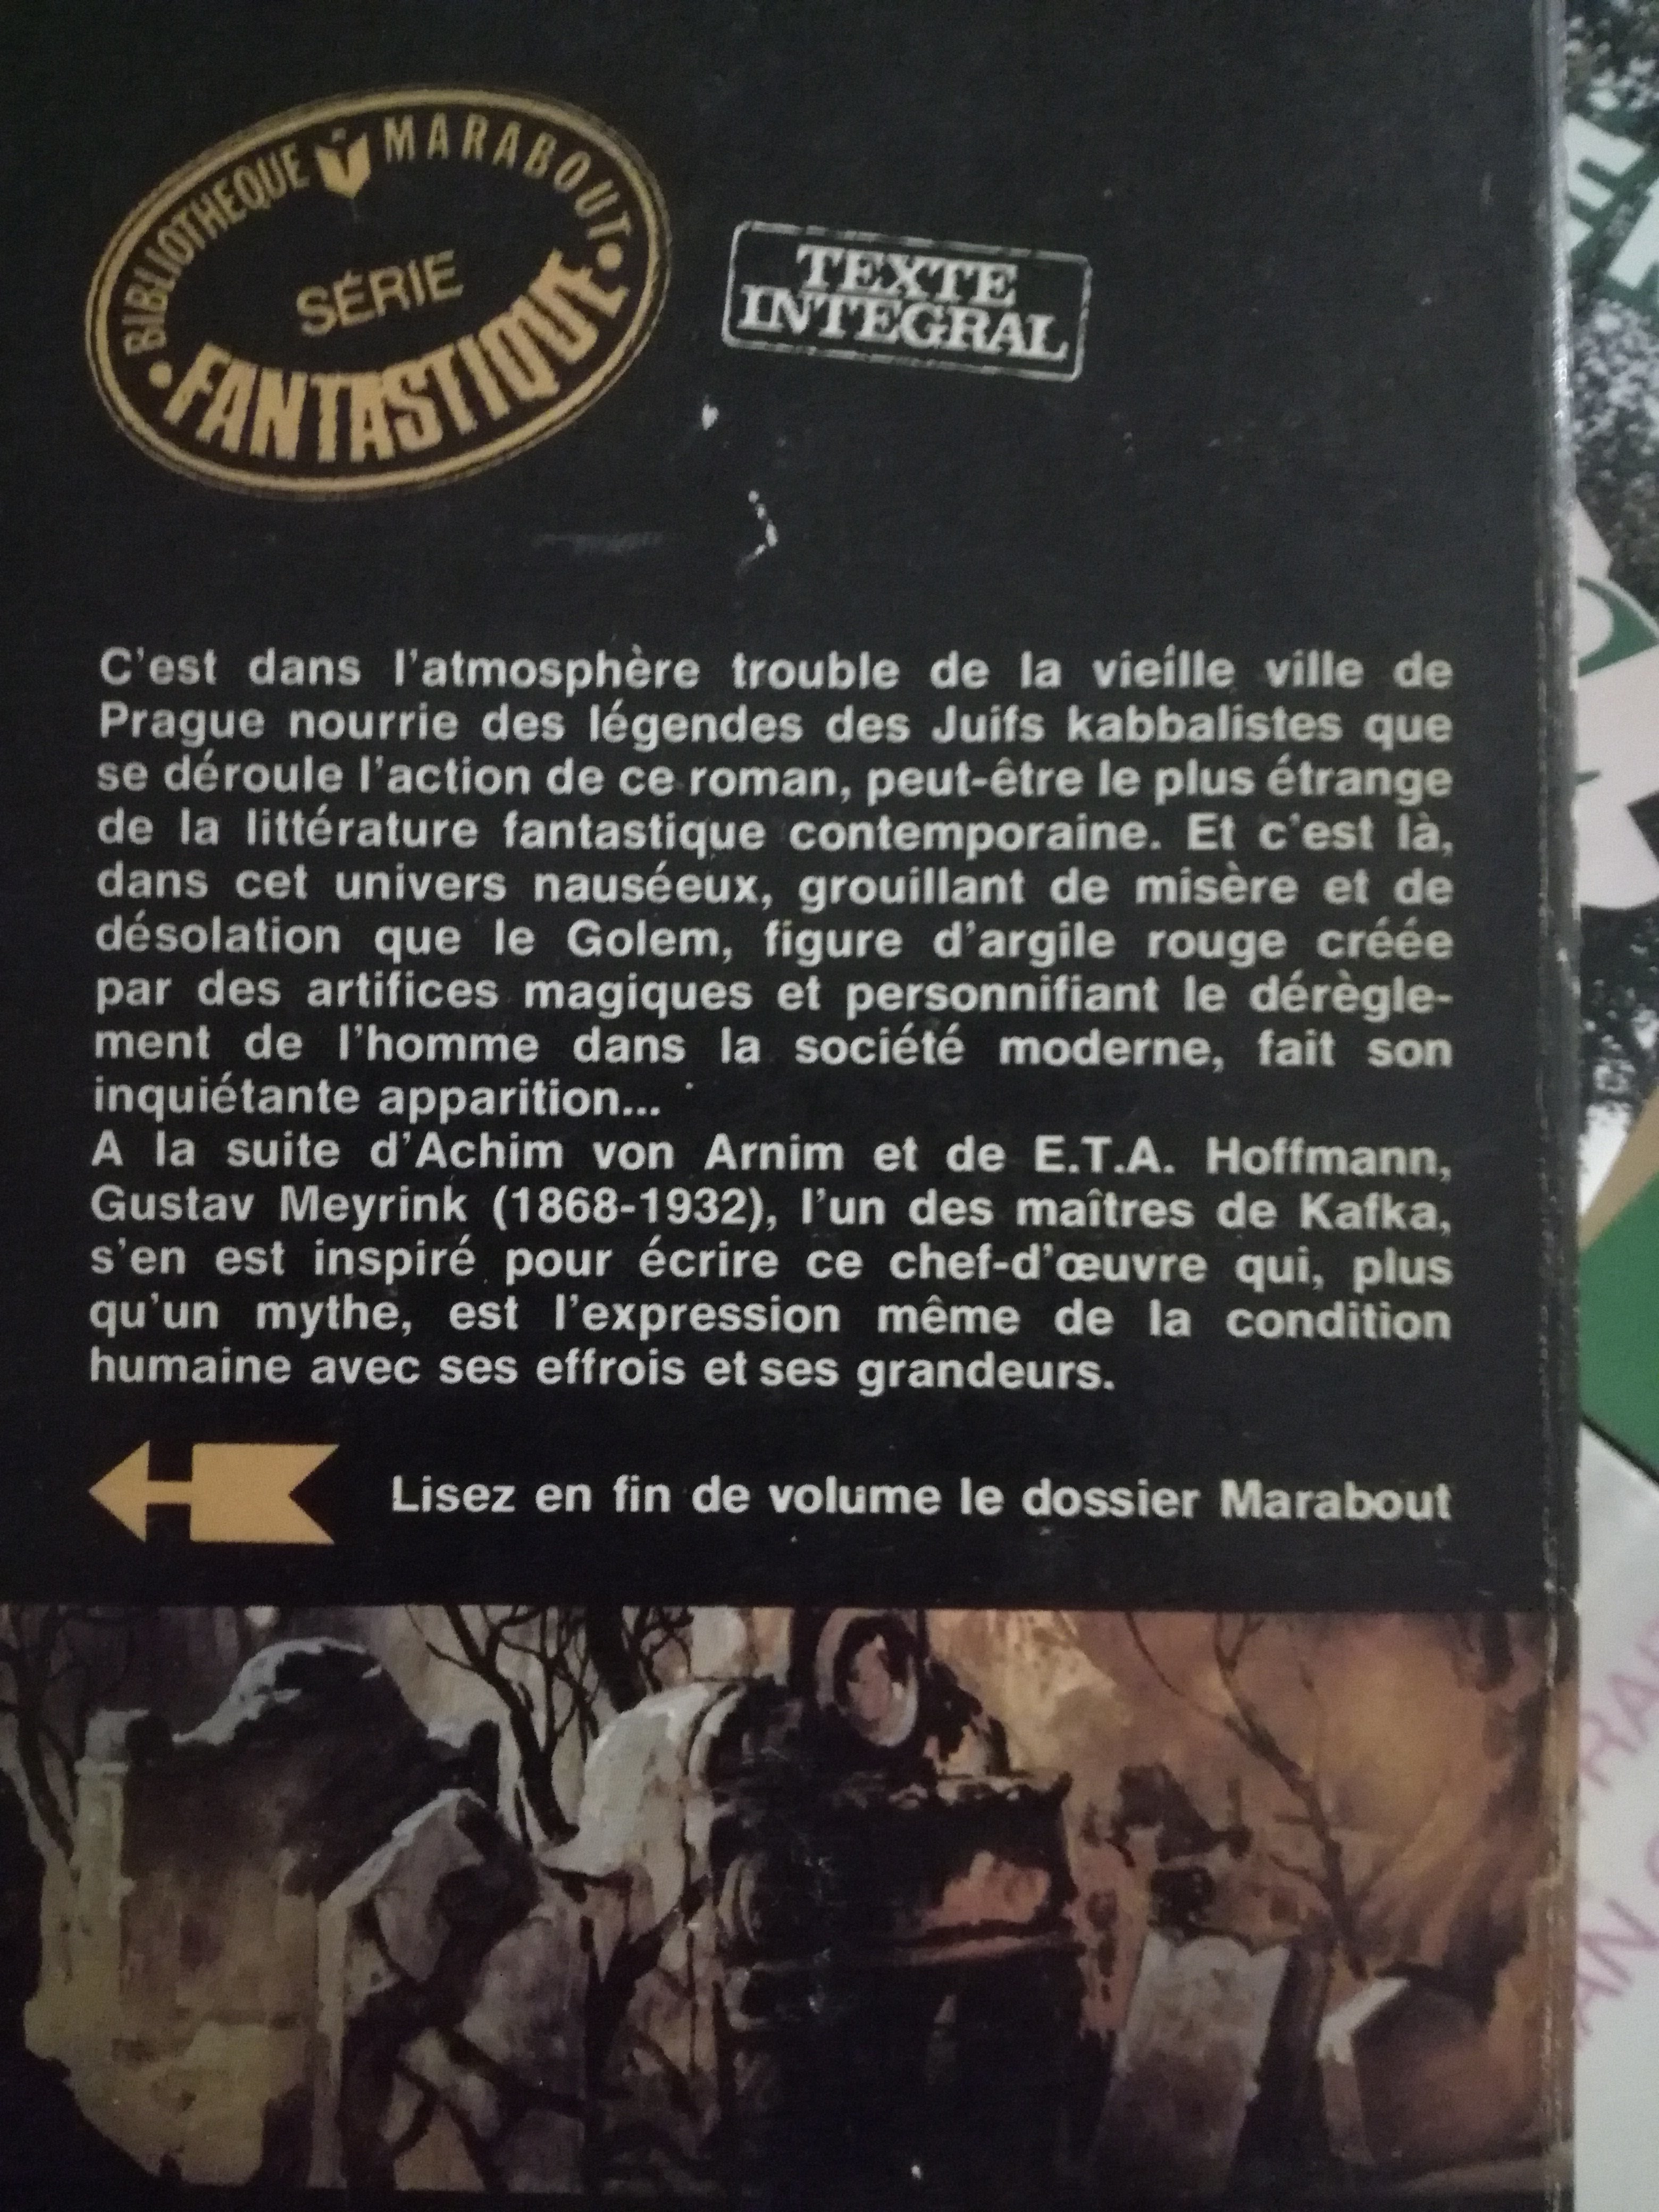 BIBLIOTHEQUE MARABOUT
SÉRIE
FANTASTIQUE
TEXTE
INTEGRAL
C'est dans l'atmosphère trouble de la vieille ville de
Prague nourrie des légendes des Juifs kabbalistes que
se déroule l'action de ce roman, peut-être le plus étrange
de la littérature fantastique contemporaine. Et c'est là,
dans cet univers nauséeux, grouillant de misère et de
désolation que le Golem, figure d'argile rouge créée
par des artifices magiques et personnifiant le dérègle-
ment de l'homme dans la société moderne, fait son
inquiétante apparition...
A la suite d'Achim von Arnim et de E.T.A. Hoffmann,
Gustav Meyrink (1868-1932), l'un des maîtres de Kafka,
s'en est inspiré pour écrire ce chef-d'œuvre qui, plus
qu'un mythe, est l'expression même de la condition
humaine avec ses effrois et ses grandeurs.
Lisez en fin de volume le dossier Marabout